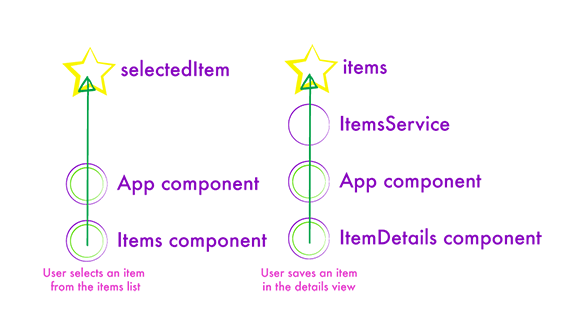 selectedItem
App component
Items component
User selects an item
from the items list
items
ItemsService
App component
ItemDetails component
User saves an item
in the details view